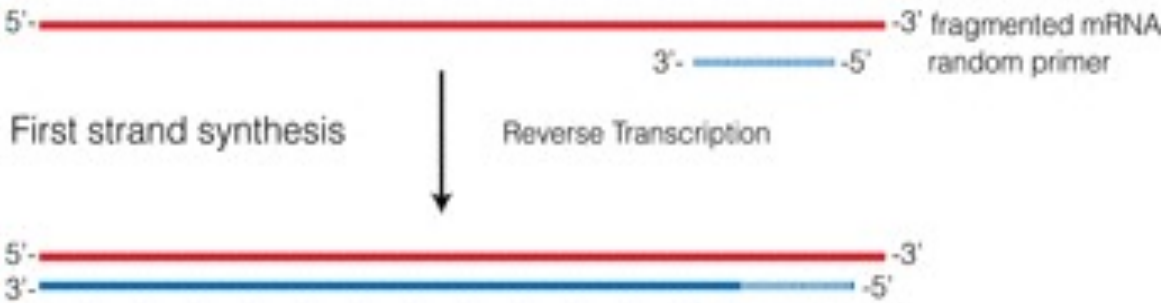 5'- -3' fragmented mRNA
3'- -5' random primer
First strand synthesis Reverse Transcription
5'- -3'
3'- -5'